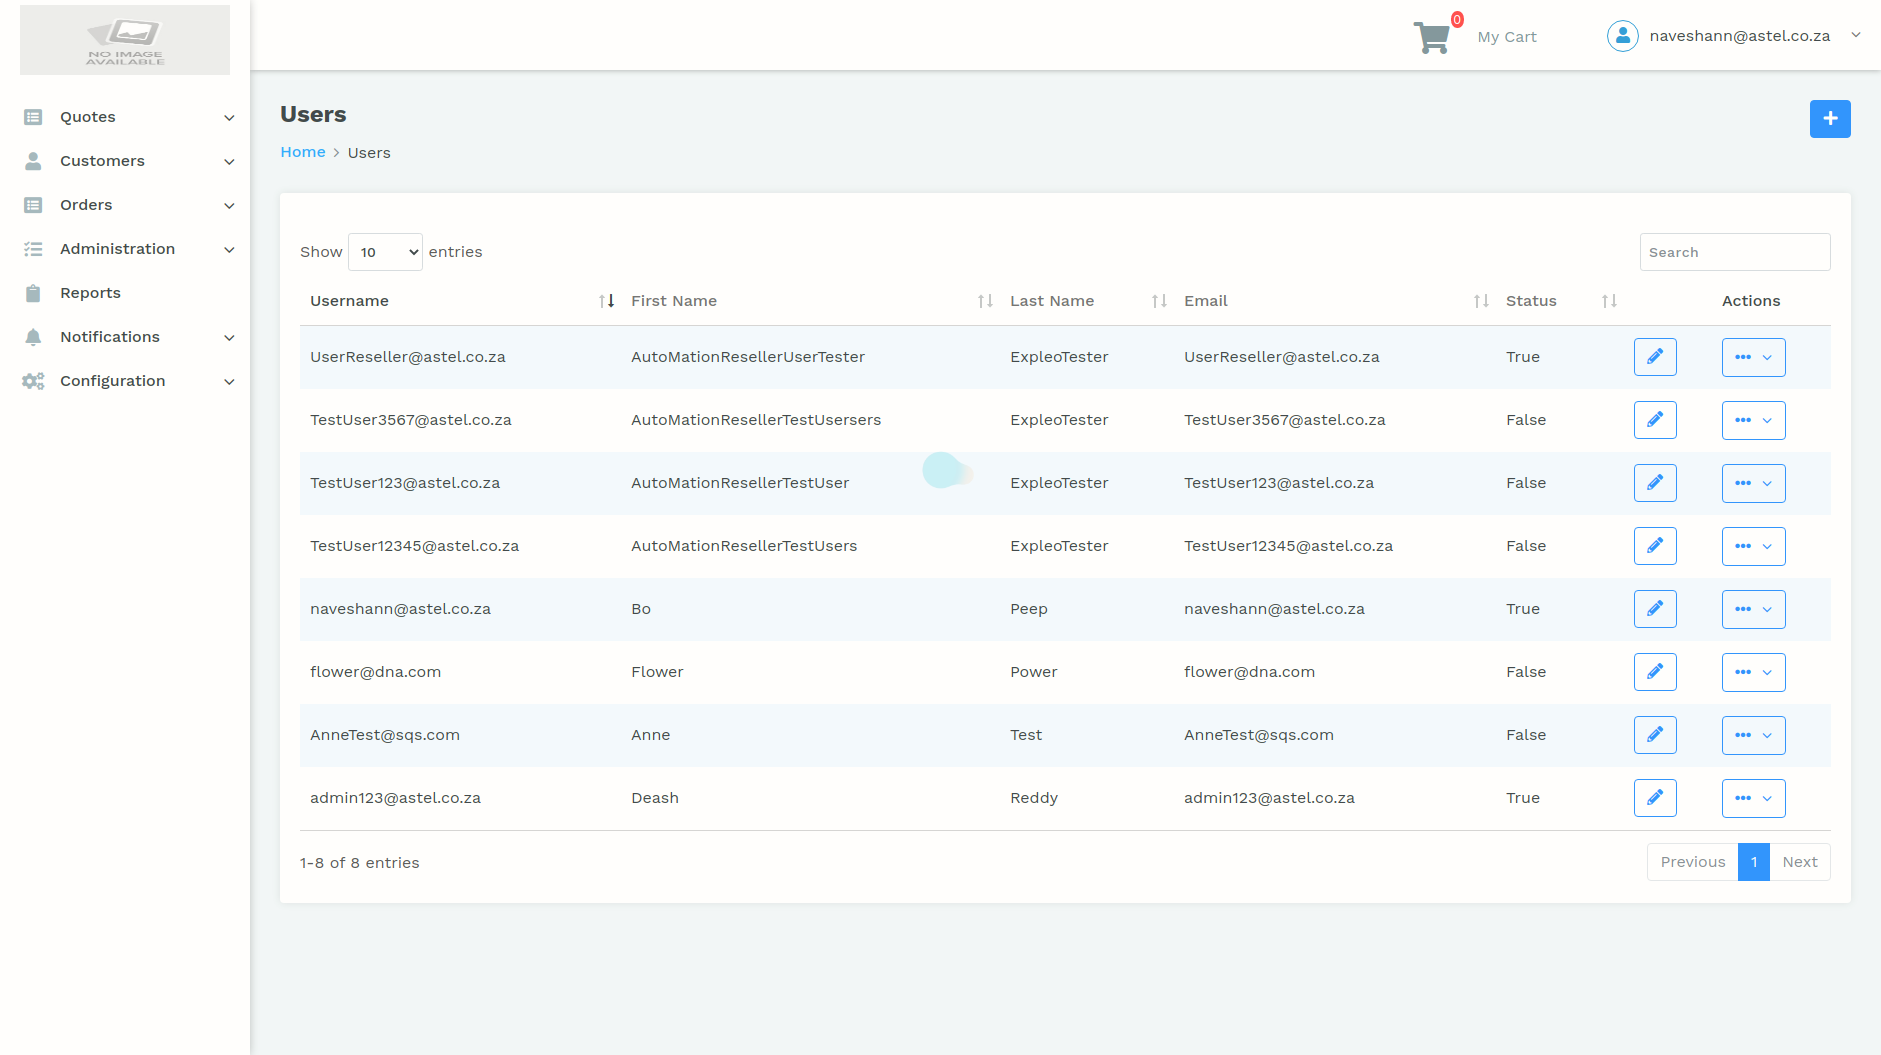 NO IMAGE
AVAILABLE
0
My Cart
naveshann@astel.co.za
Quotes
Customers
Orders
Administration
Reports
Notifications
Configuration
Users
Home Users
Show 10 entries
Search
Username First Name Last Name Email Status Actions
UserReseller@astel.co.za AutoMationResellerUserTester ExpleoTester UserReseller@astel.co.za True
TestUser3567@astel.co.za AutoMationResellerTestUsersers ExpleoTester TestUser3567@astel.co.za False
TestUser123@astel.co.za AutoMationResellerTestUser ExpleoTester TestUser123@astel.co.za False
TestUser12345@astel.co.za AutoMationResellerTestUsers ExpleoTester TestUser12345@astel.co.za False
naveshann@astel.co.za Bo Peep naveshann@astel.co.za True
flower@dna.com Flower Power flower@dna.com False
AnneTest@sqs.com Anne Test AnneTest@sqs.com False
admin123@astel.co.za Deash Reddy admin123@astel.co.za True
1-8 of 8 entries
Previous 1 Next